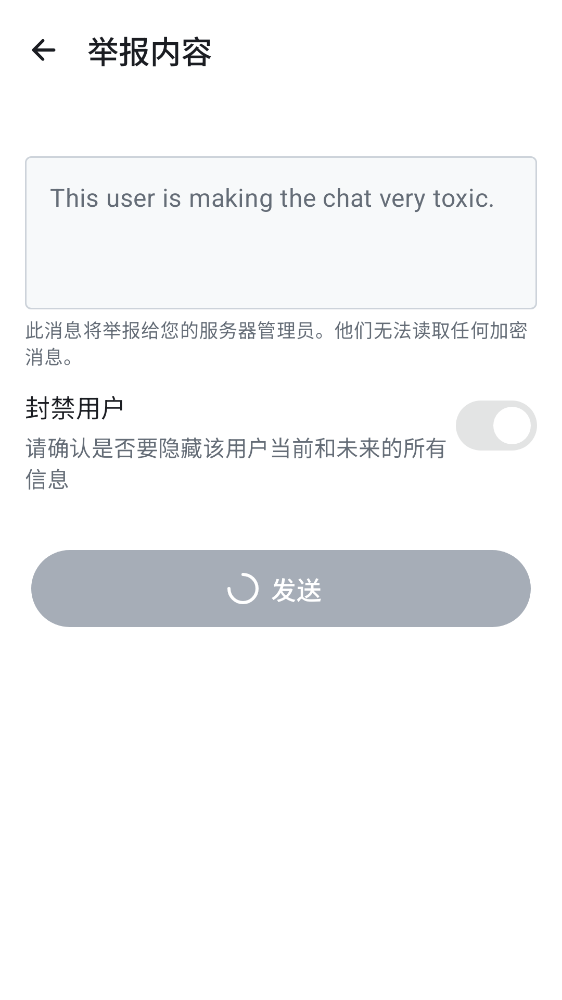 举报内容
This user is making the chat very toxic.
此消息将举报给您的服务器管理员。他们无法读取任何加密
消息。
封禁用户
请确认是否要隐藏该用户当前和未来的所有
信息
发送